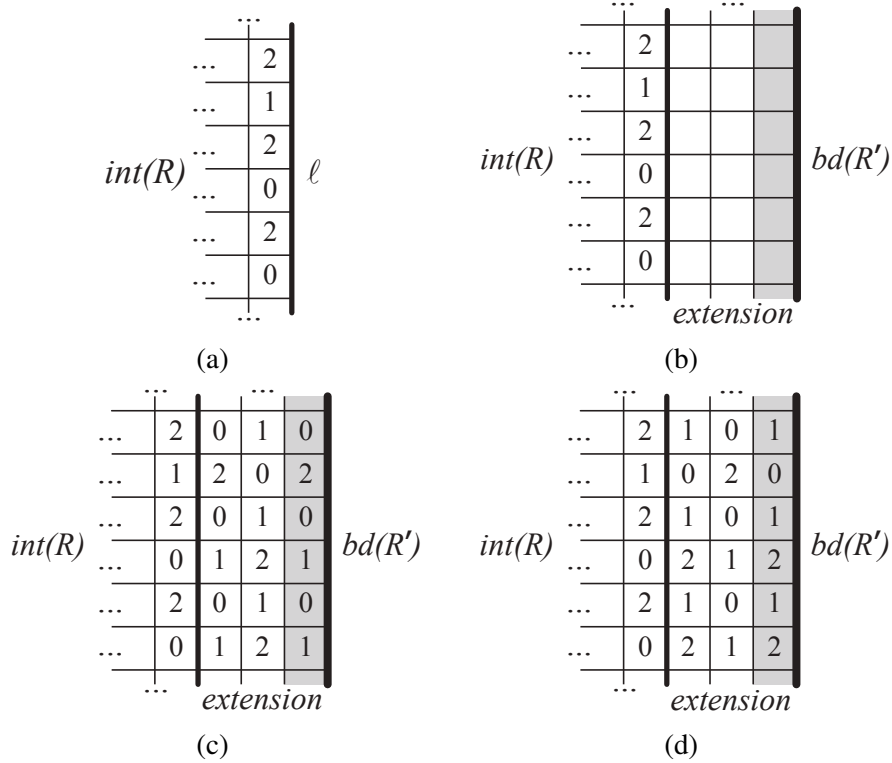 ...
... 2
... 1
... 2
int(R) ... 0 ℓ
... 2
... 0
...
(a)
... ...
... 2
... 1
... 2
int(R) ... 0 bd(R′)
... 2
... 0
... extension
(b)
... ...
... 2 0 1 0
... 1 2 0 2
... 2 0 1 0
int(R) ... 0 1 2 1 bd(R′)
... 2 0 1 0
... 0 1 2 1
... extension
(c)
... ...
... 2 1 0 1
... 1 0 2 0
... 2 1 0 1
int(R) ... 0 2 1 2 bd(R′)
... 2 1 0 1
... 0 2 1 2
... extension
(d)